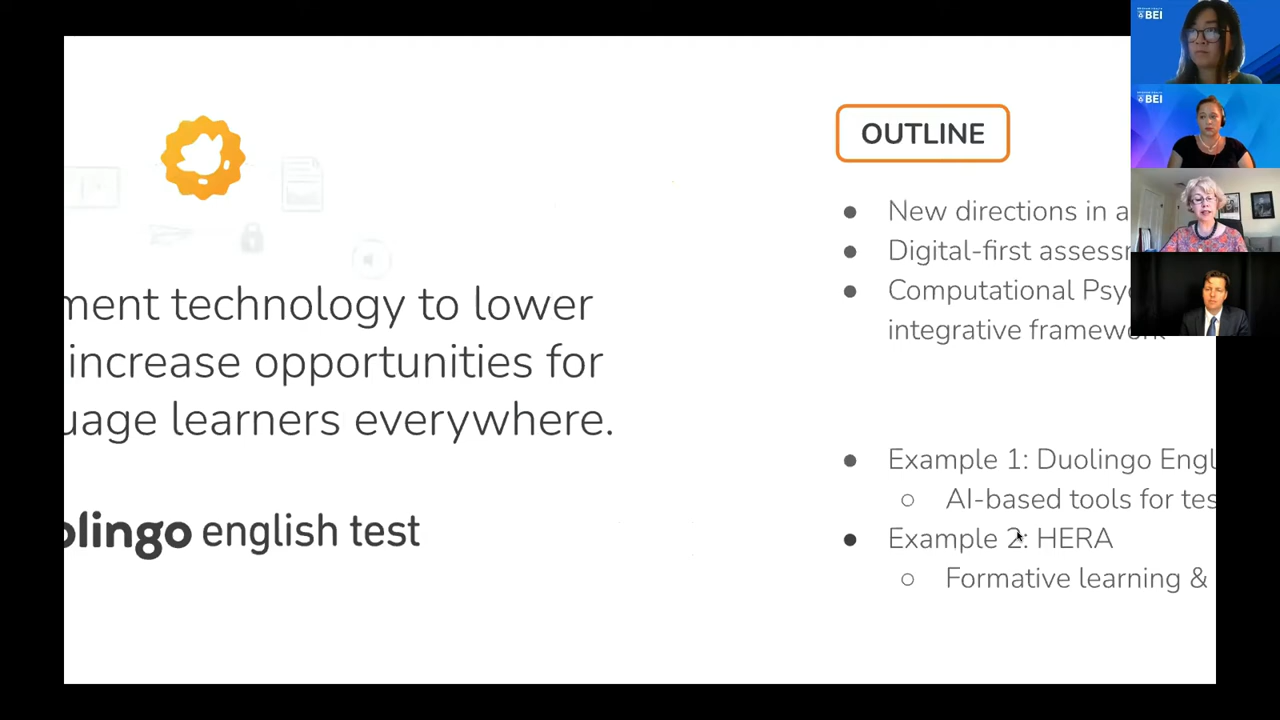 ment technology to lower
increase opportunities for
uage learners everywhere.
olingo english test
OUTLINE
New directions in a
Digital-first assess
Computational Psy
integrative framework
Example 1: Duolingo Engl
AI-based tools for tes
Example 2: HERA
Formative learning &
BEI
BEI